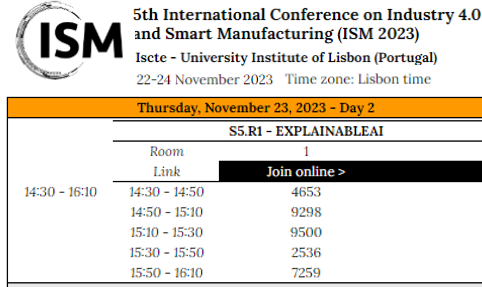 ISM
5th International Conference on Industry 4.0
and Smart Manufacturing (ISM 2023)
Iscte - University Institute of Lisbon (Portugal)
22-24 November 2023 Time zone: Lisbon time
Thursday, November 23, 2023 - Day 2
S5.R1 - EXPLAINABLEAI
Room 1
Link Join online >
14:30 - 16:10 14:30 - 14:50 4653
14:50 - 15:10 9298
15:10 - 15:30 9500
15:30 - 15:50 2536
15:50 - 16:10 7259